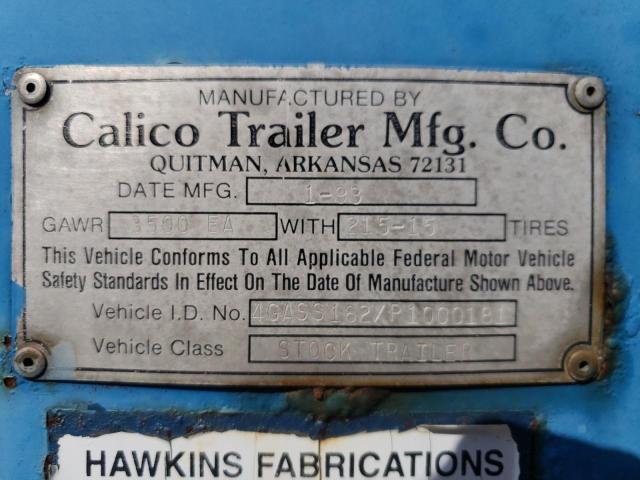 MANUFACTURED BY
Calico Trailer Mfg. Co.
QUITMAN, ARKANSAS 72131
DATE MFG. 1-93
GAWR 3500 EA WITH 215-15 TIRES
This Vehicle Conforms To All Applicable Federal Motor Vehicle
Safety Standards In Effect On The Date Of Manufacture Shown Above.
Vehicle I.D. No. 4GASS162XP1000181
Vehicle Class STOCK TRAILER
HAWKINS FABRICATIONS